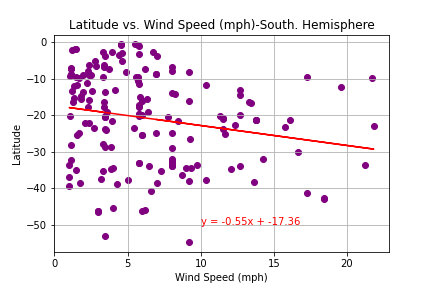 Latitude vs. Wind Speed (mph)-South. Hemisphere
0
−10
−20
−30
−40
−50
Latitude
y = -0.55x + -17.36
0 5 10 15 20
Wind Speed (mph)